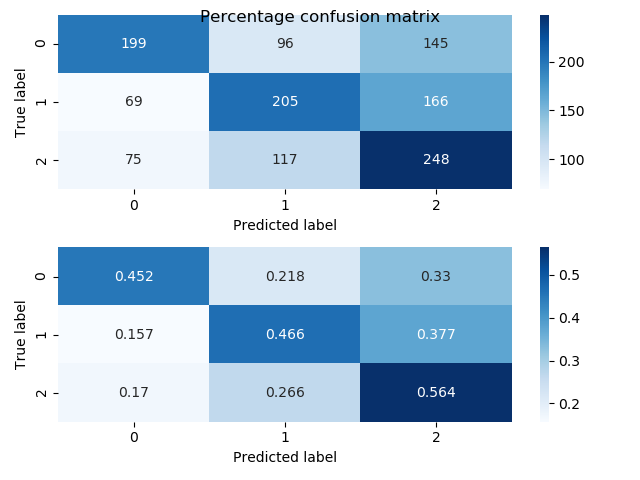 Percentage confusion matrix
True label
0 199 96 145
1 69 205 166
2 75 117 248
0 1 2
Predicted label
200
150
100
True label
0 0.452 0.218 0.33
1 0.157 0.466 0.377
2 0.17 0.266 0.564
0 1 2
Predicted label
0.5
0.4
0.3
0.2